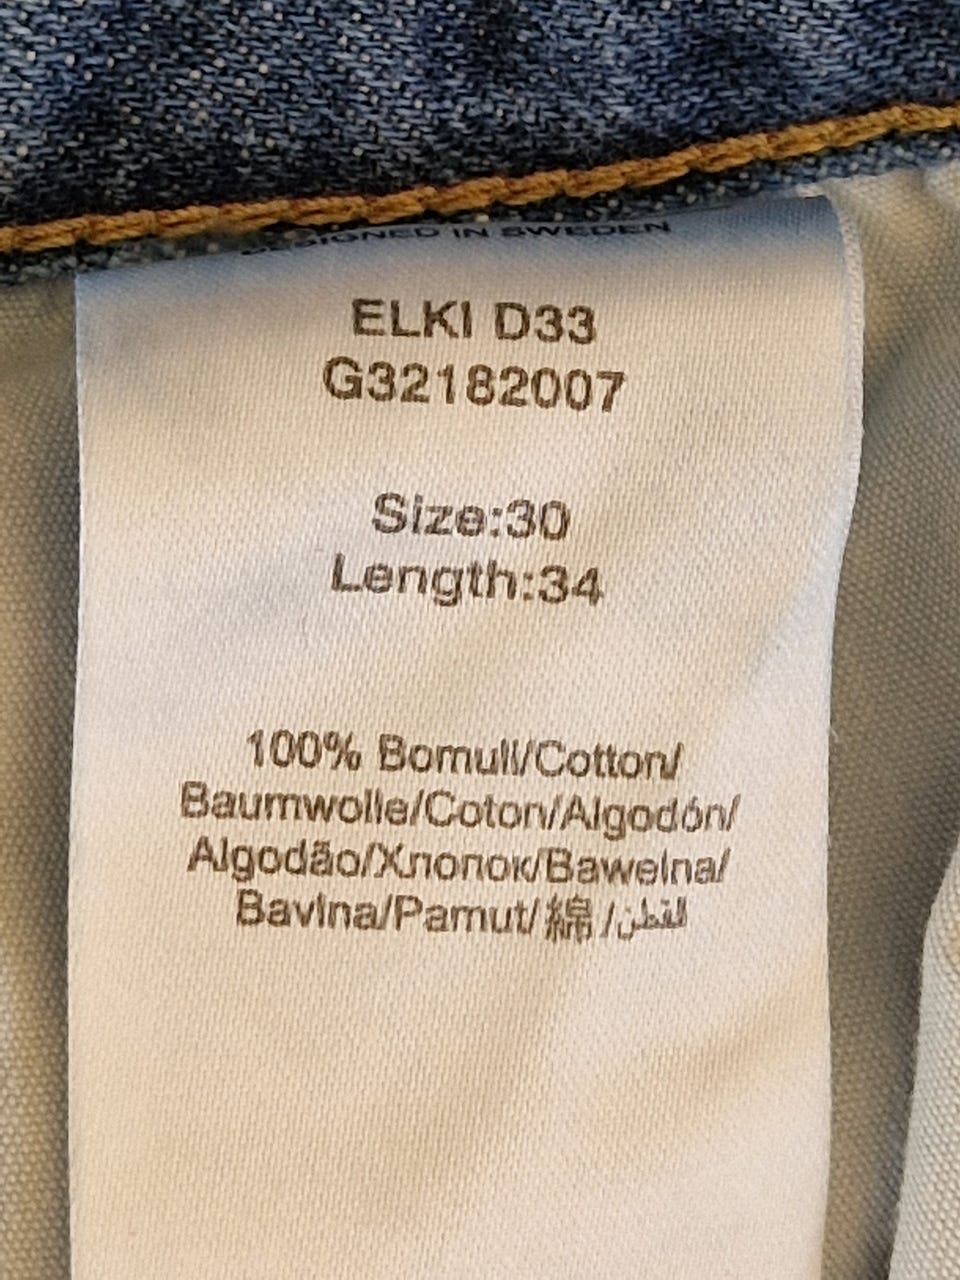 DESIGNED IN SWEDEN
ELKI D33
G32182007
Size:30
Length:34
100% Bomull/Cotton/
Baumwolle/Coton/Algodón/
Algodão/Хлопок/Bawełna/
Bavlna/Pamut/綿/القطن